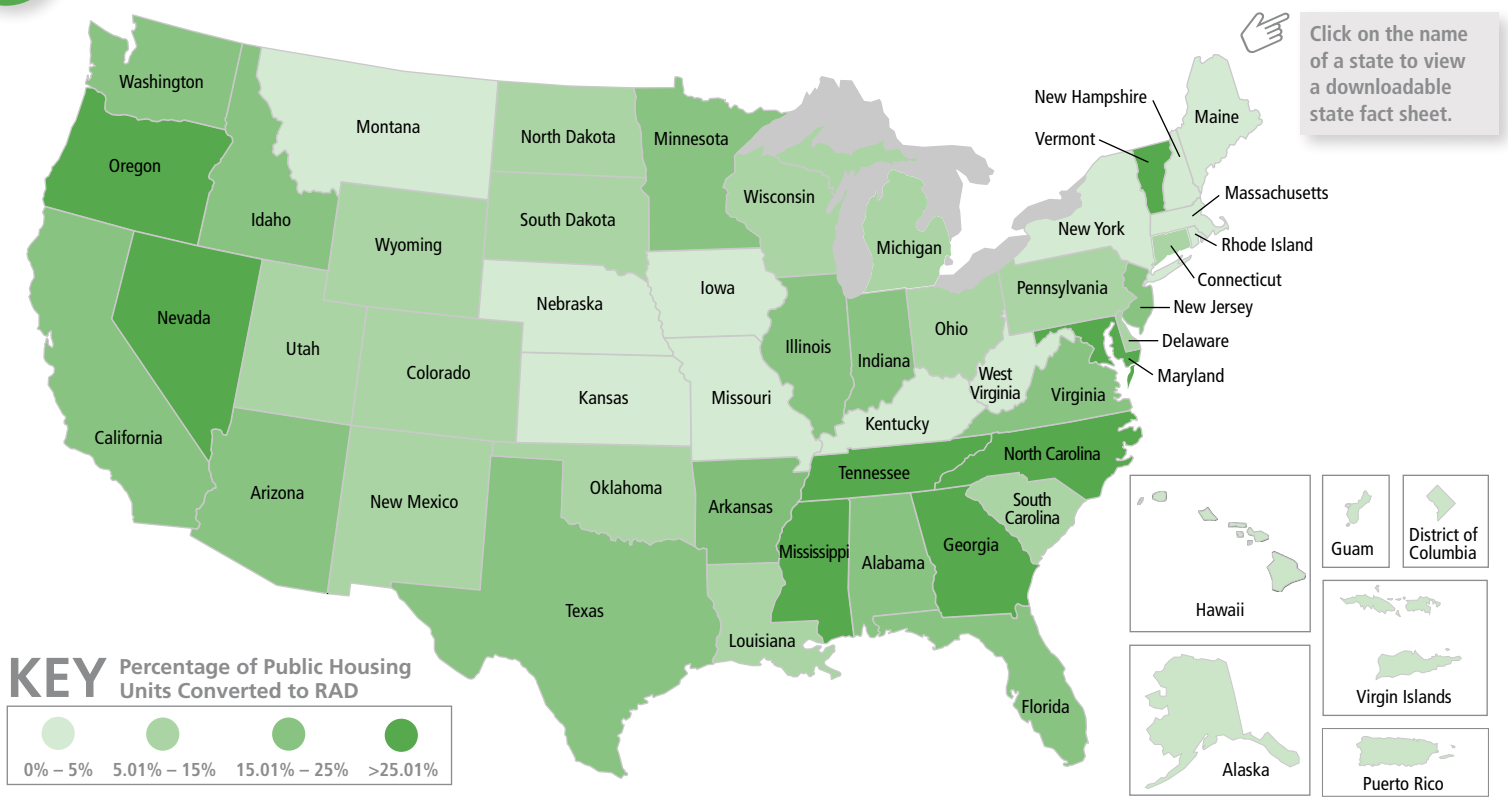 Click on the name
of a state to view
a downloadable
state fact sheet.
Washington
Montana
North Dakota
Minnesota
New Hampshire
Maine
Vermont
Oregon
Idaho
Wyoming
South Dakota
Wisconsin
Michigan
New York
Massachusetts
Rhode Island
Connecticut
Nevada
Utah
Colorado
Nebraska
Iowa
Illinois
Indiana
Ohio
Pennsylvania
New Jersey
Delaware
Maryland
California
Kansas
Missouri
Kentucky
West
Virginia
Virginia
Arizona
New Mexico
Oklahoma
Arkansas
Tennessee
North Carolina
South
Carolina
Mississippi
Alabama
Georgia
Texas
Louisiana
Florida
Hawaii
Guam
District of
Columbia
Virgin Islands
Alaska
Puerto Rico
KEY Percentage of Public Housing
Units Converted to RAD
0% – 5% 5.01% – 15% 15.01% – 25% >25.01%